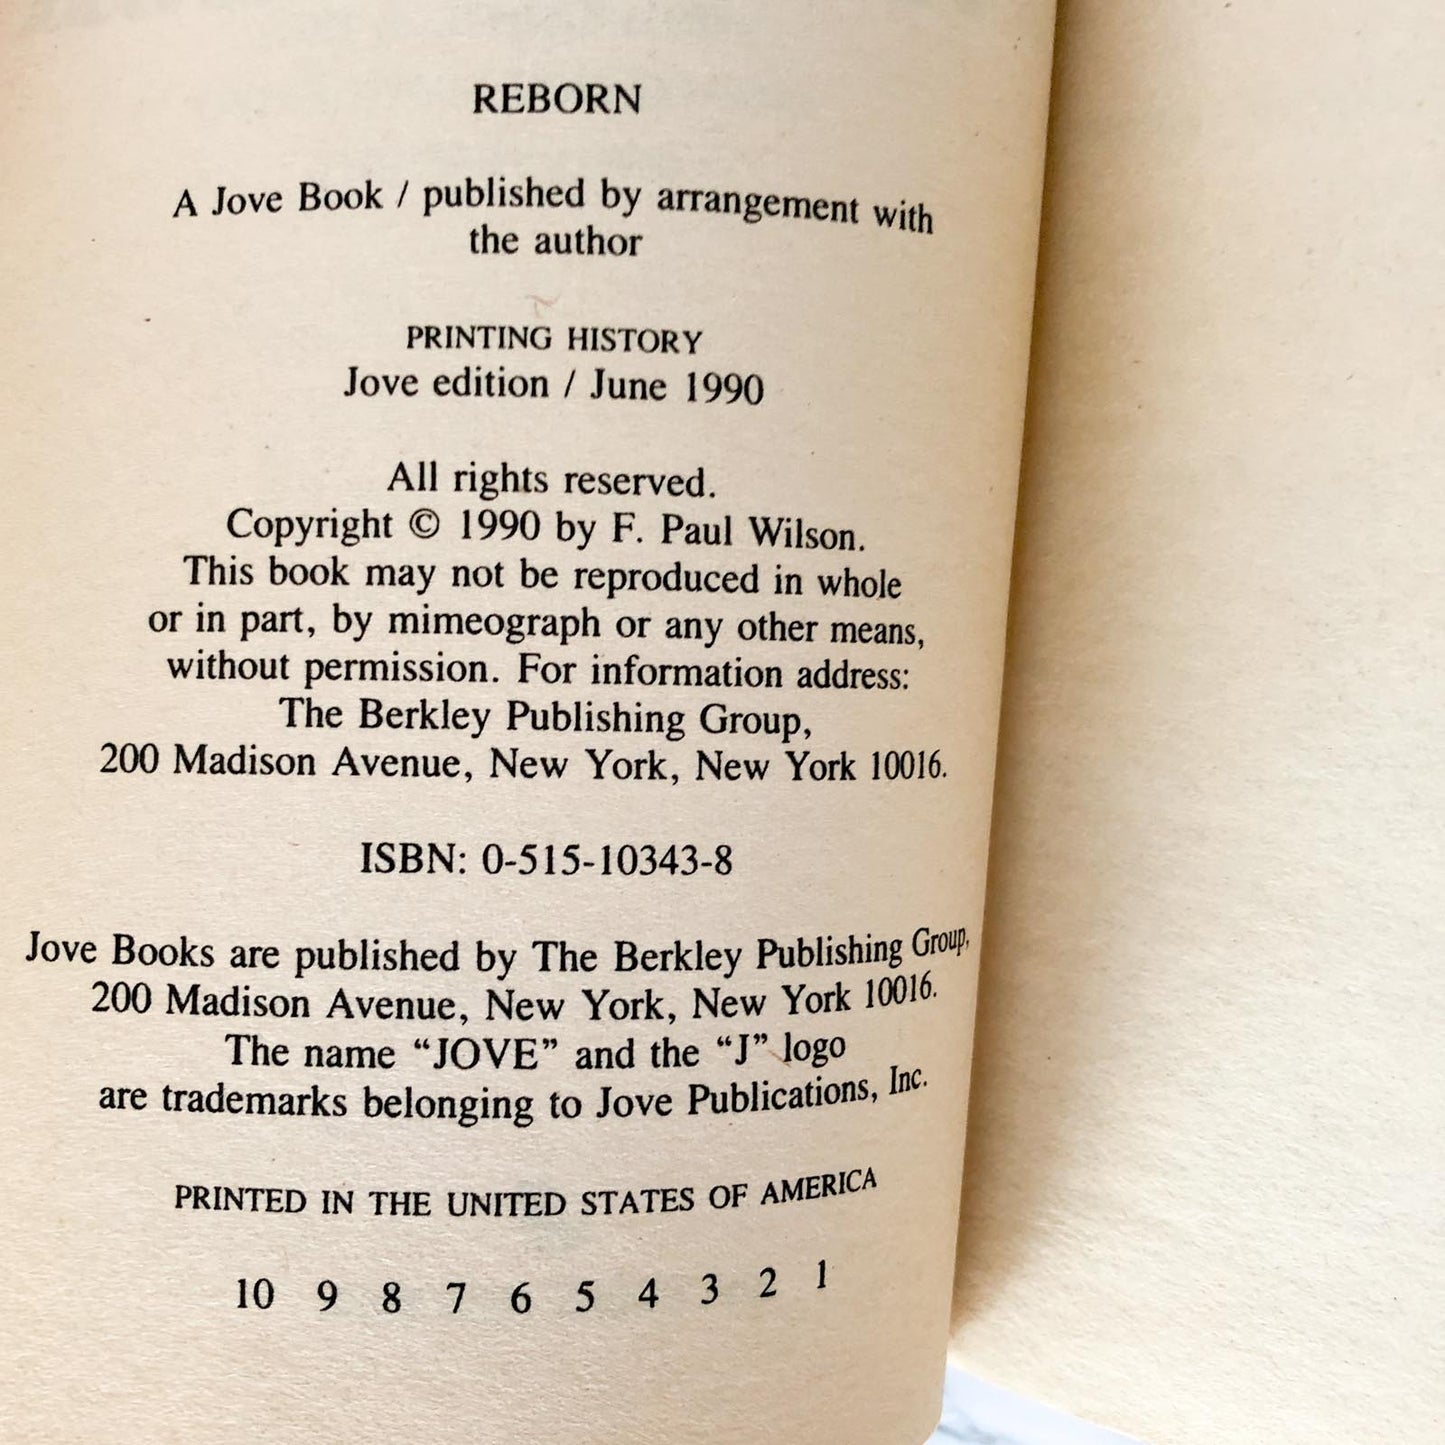 REBORN
A Jove Book / published by arrangement with
the author
PRINTING HISTORY
Jove edition / June 1990
All rights reserved.
Copyright © 1990 by F. Paul Wilson.
This book may not be reproduced in whole
or in part, by mimeograph or any other means,
without permission. For information address:
The Berkley Publishing Group,
200 Madison Avenue, New York, New York 10016.
ISBN: 0-515-10343-8
Jove Books are published by The Berkley Publishing Group,
200 Madison Avenue, New York, New York 10016.
The name “JOVE” and the “J” logo
are trademarks belonging to Jove Publications, Inc.
PRINTED IN THE UNITED STATES OF AMERICA
10 9 8 7 6 5 4 3 2 1